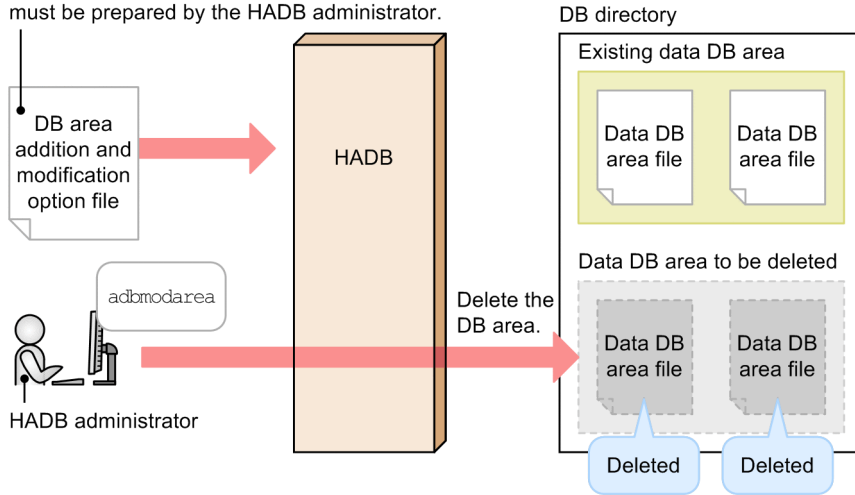 must be prepared by the HADB administrator.
DB area
addition and
modification
option file
HADB
adbmodarea
HADB administrator
Delete the
DB area.
DB directory
Existing data DB area
Data DB
area file
Data DB
area file
Data DB area to be deleted
Data DB
area file
Data DB
area file
Deleted
Deleted